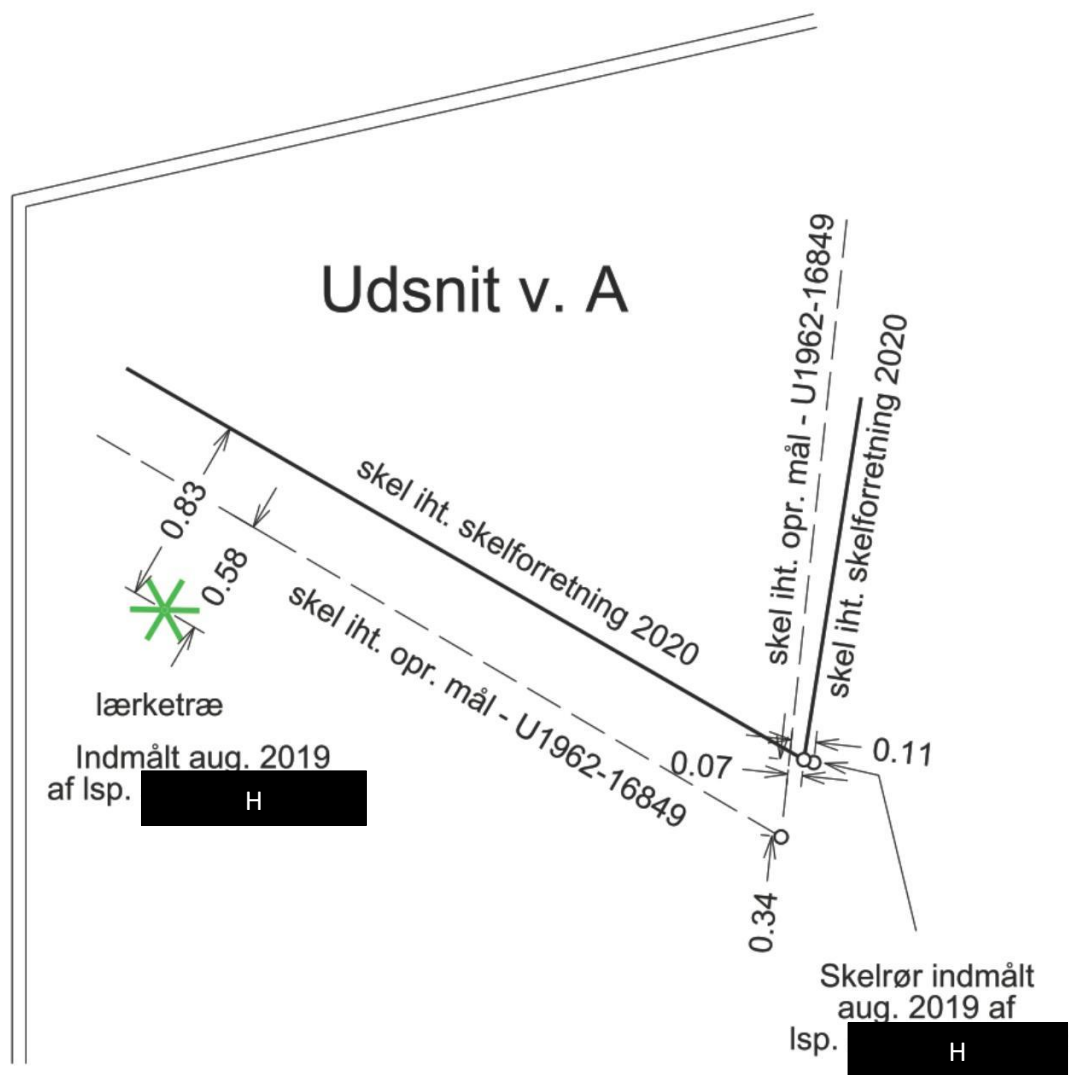 Udsnit v. A
skel iht. opr. mål - U1962-16849
skel iht. skelforretning 2020
skel iht. skelforretning 2020
0.83
0.58
skel iht. opr. mål - U1962-16849
lærketræ
Indmålt aug. 2019
af lsp. H
0.07
0.11
0.34
Skelrør indmålt
aug. 2019 af
lsp. H